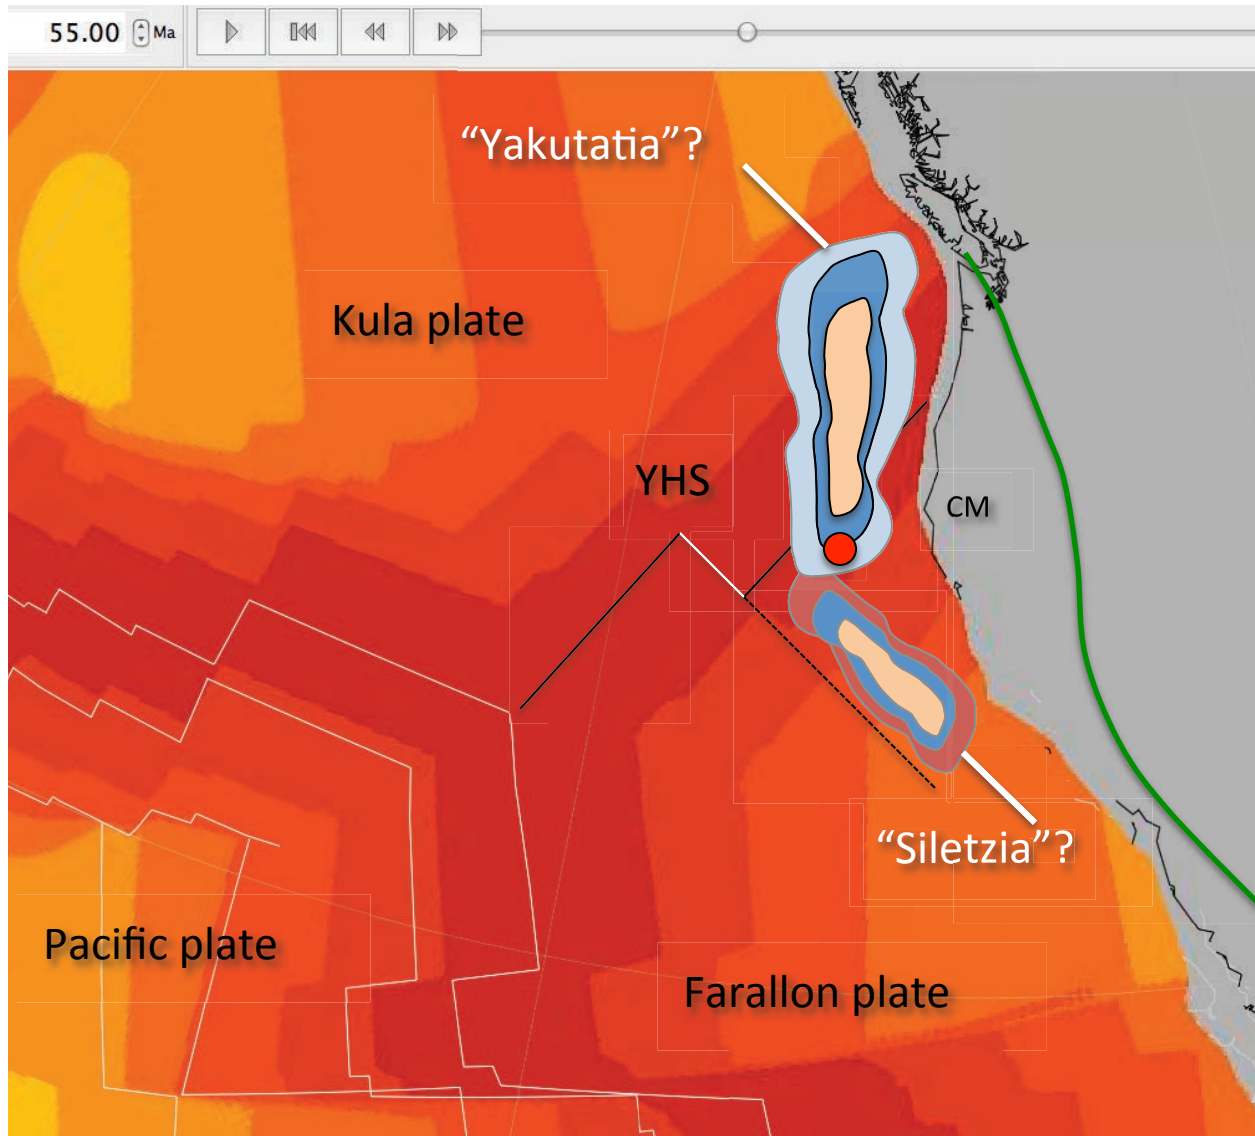 55.00 Ma
“Yakutatia”?
Kula plate
YHS
CM
“Siletzia”?
Pacific plate
Farallon plate